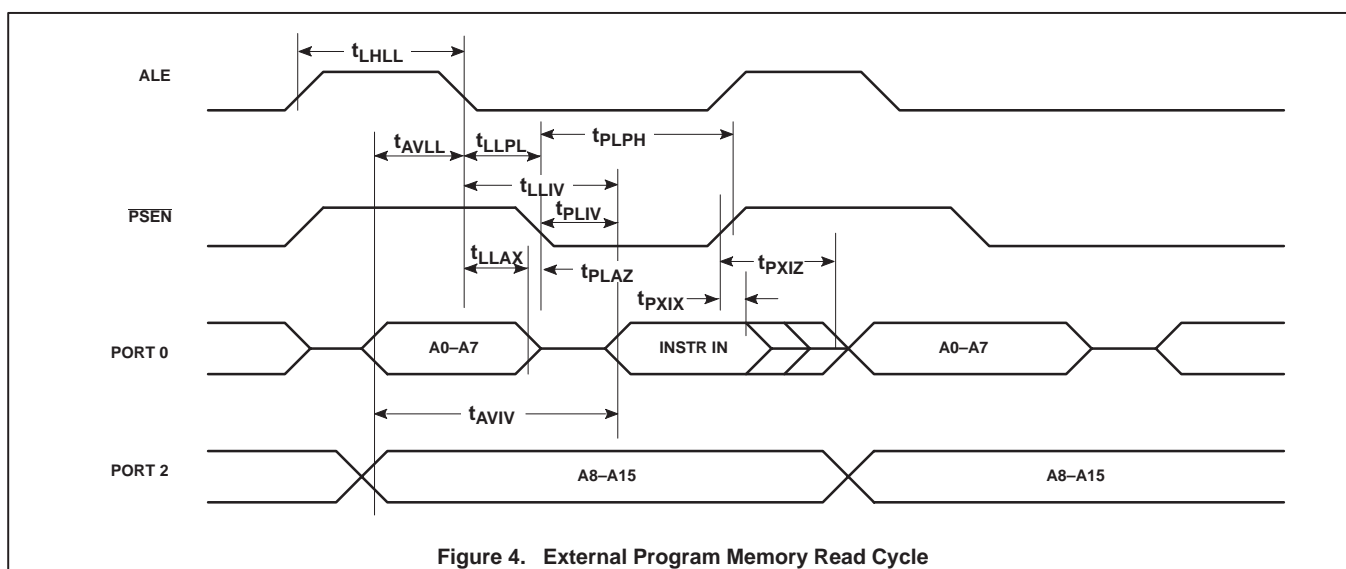 tLHLL
ALE
tAVLL
tLLPL
tPLPH
tLLIV
PSEN
tPLIV
tLLAX
tPLAZ
tPXIZ
tPXIX
PORT 0
A0–A7
INSTR IN
A0–A7
tAVIV
PORT 2
A8–A15
A8–A15
Figure 4. External Program Memory Read Cycle